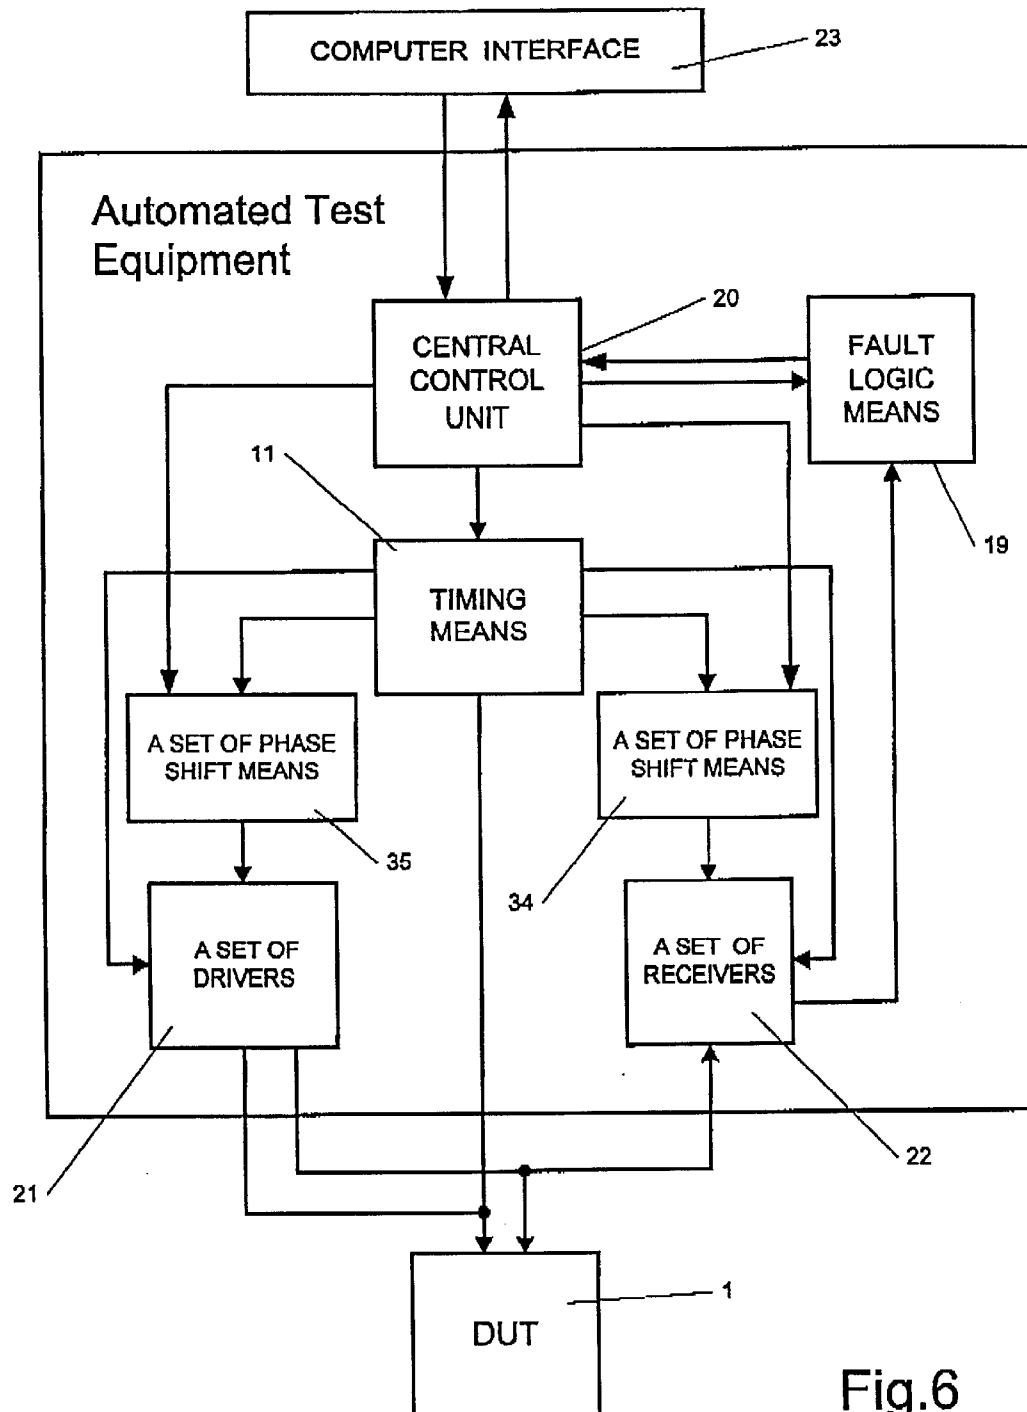 COMPUTER INTERFACE
23
Automated Test
Equipment
20
CENTRAL
CONTROL
UNIT
FAULT
LOGIC
MEANS
11
19
TIMING
MEANS
A SET OF PHASE
SHIFT MEANS
A SET OF PHASE
SHIFT MEANS
35
34
A SET OF
DRIVERS
A SET OF
RECEIVERS
21
22
1
DUT
Fig.6